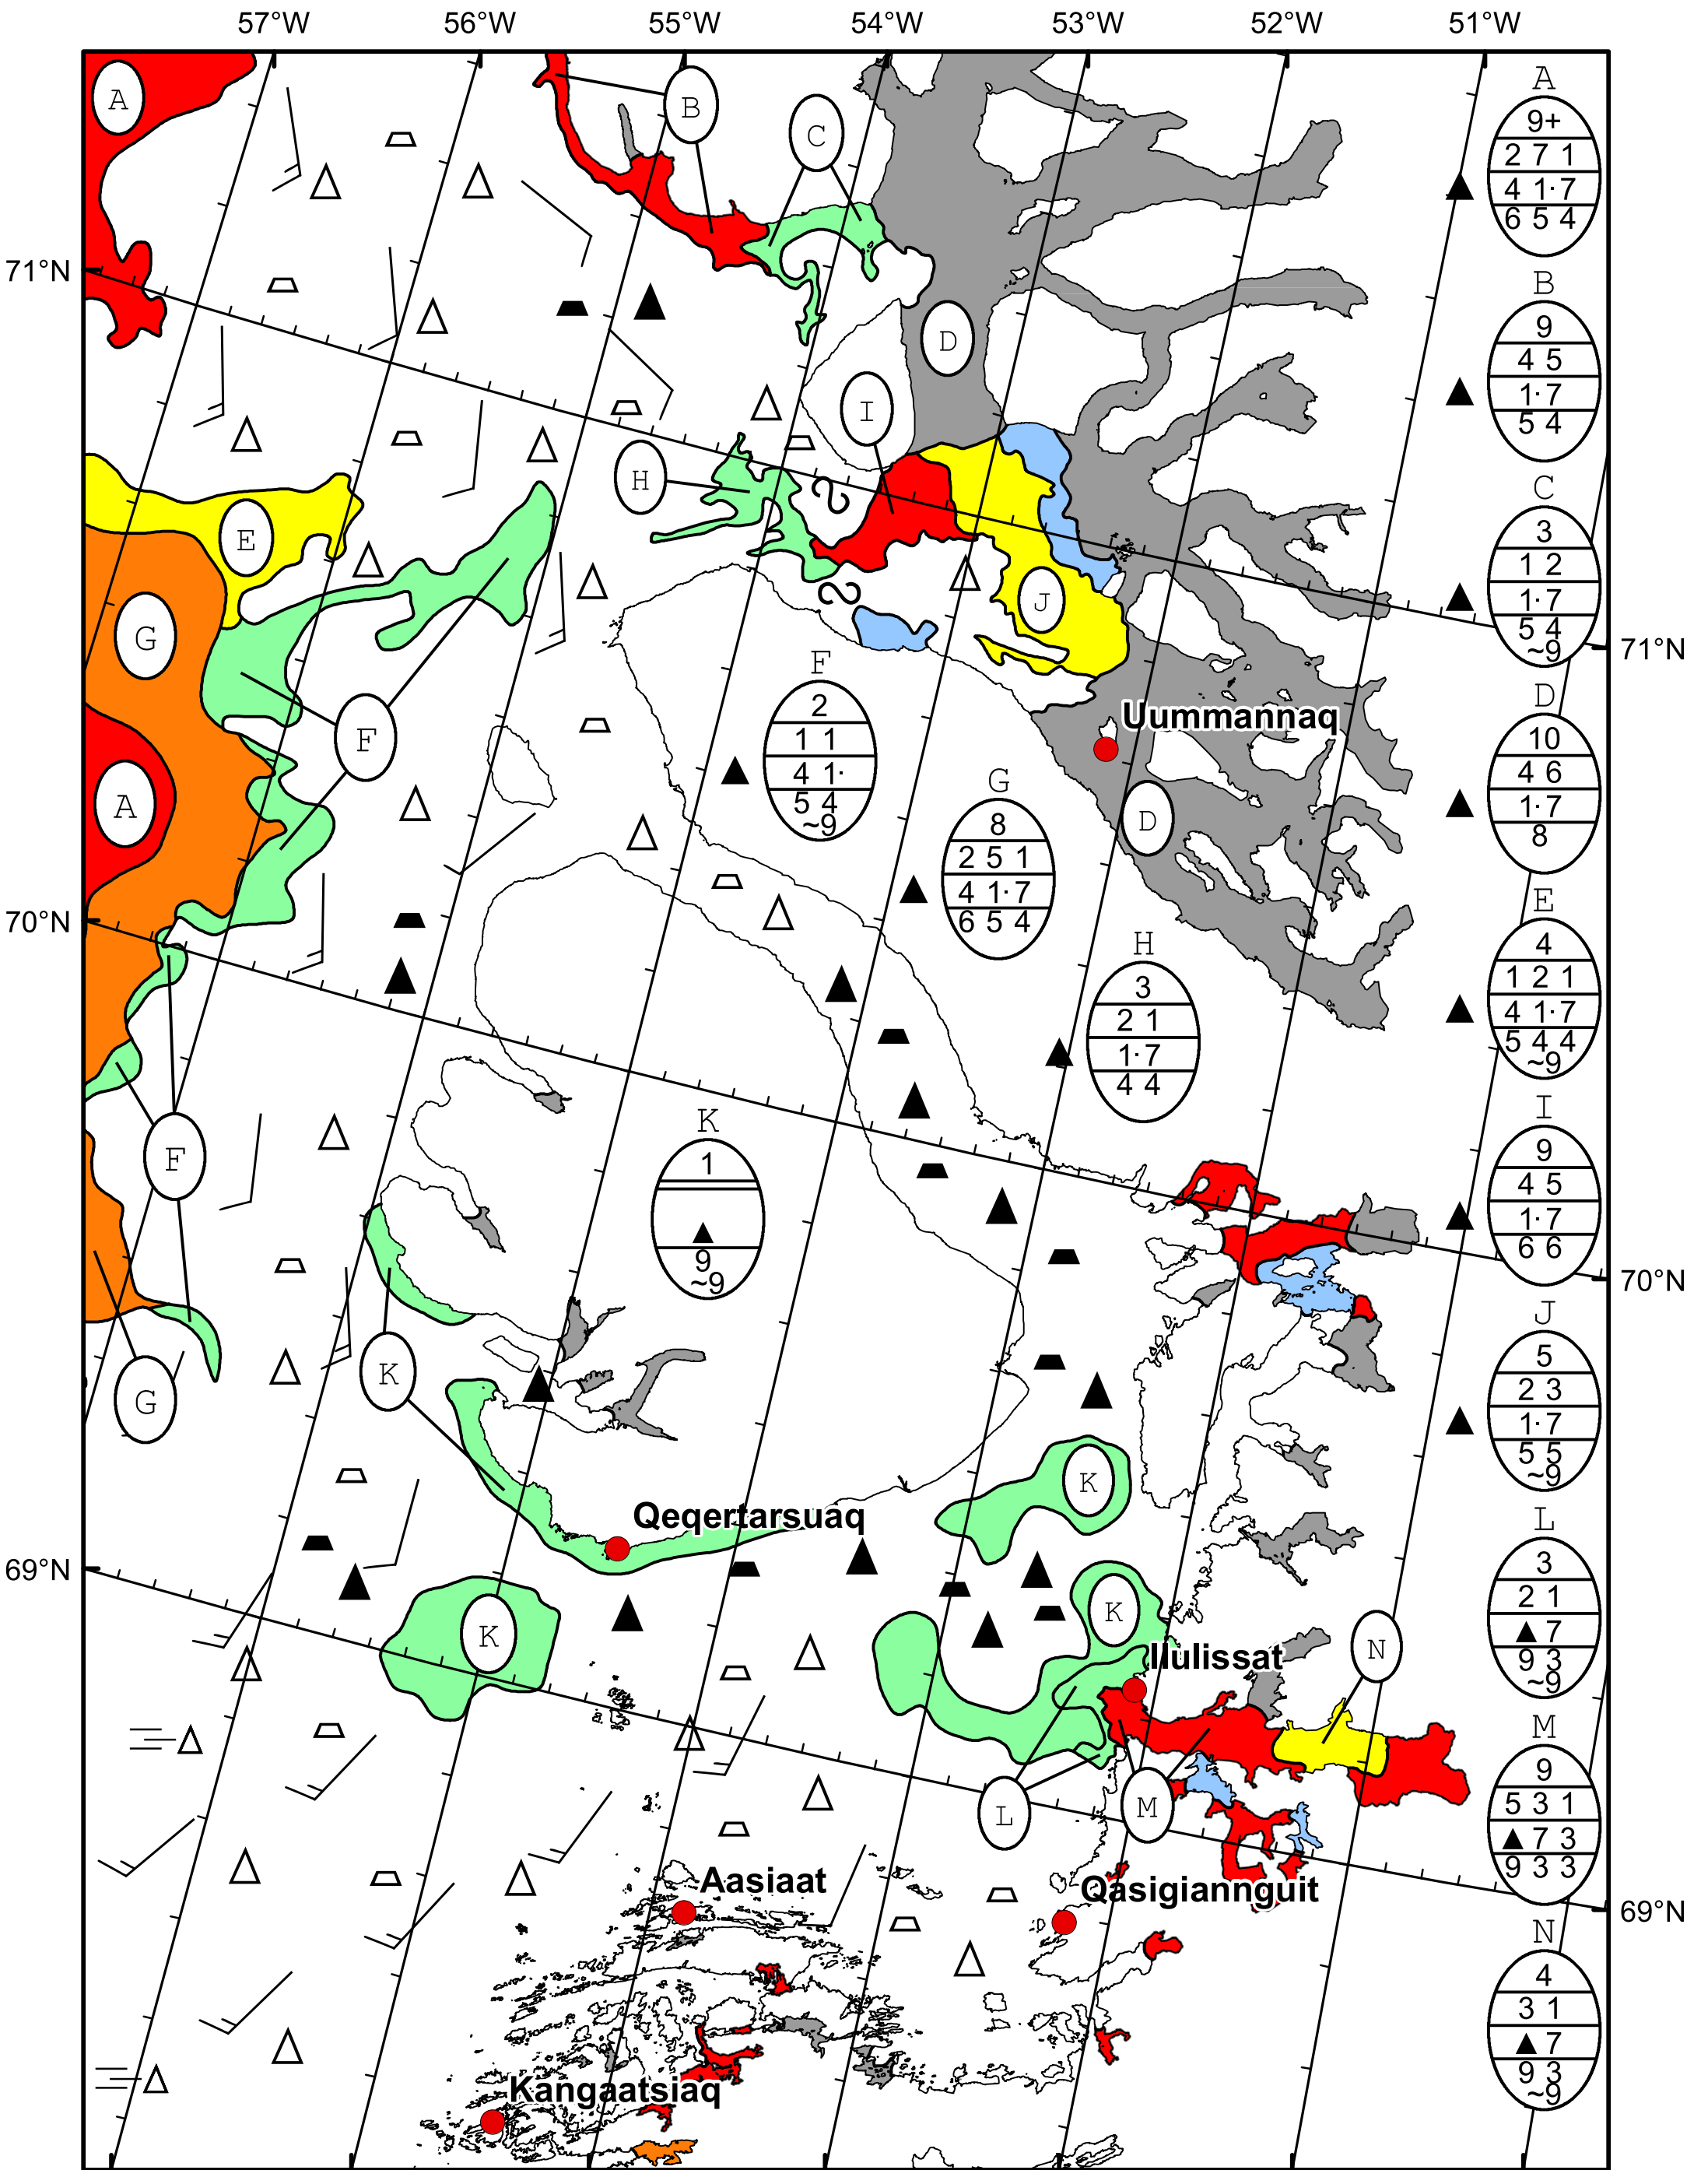 57°W 56°W 55°W 54°W 53°W 52°W 51°W
A
B
C
A
9+
2 7 1
4 1· 7
6 5 4
71°N
B
9
4 5
1· 7
5 4
D
I
H
C
3
1 2
1· 7
5 4
~9
E
G
J
71°N
F
2
1 1
4 1·
5 4
~9
D
10
4 6
1· 7
8
Uummannaq
F
G
8
2 5 1
4 1· 7
6 5 4
A
D
70°N
E
4
1 2 1
4 1· 7
5 4 4
~9
H
3
2 1
1· 7
4 4
F
K
1
9
~9
I
9
4 5
1· 7
6 6
70°N
G
K
J
5
2 3
1· 7
5 5
~9
K
Qeqertarsuaq
69°N
L
3
2 1
7
9 3
~9
K
K
N
Ilulissat
L
M
M
9
5 3 1
7 3
9 3 3
Aasiaat
Qasigiannguit
69°N
N
4
3 1
7
9 3
~9
Kangaatsiaq